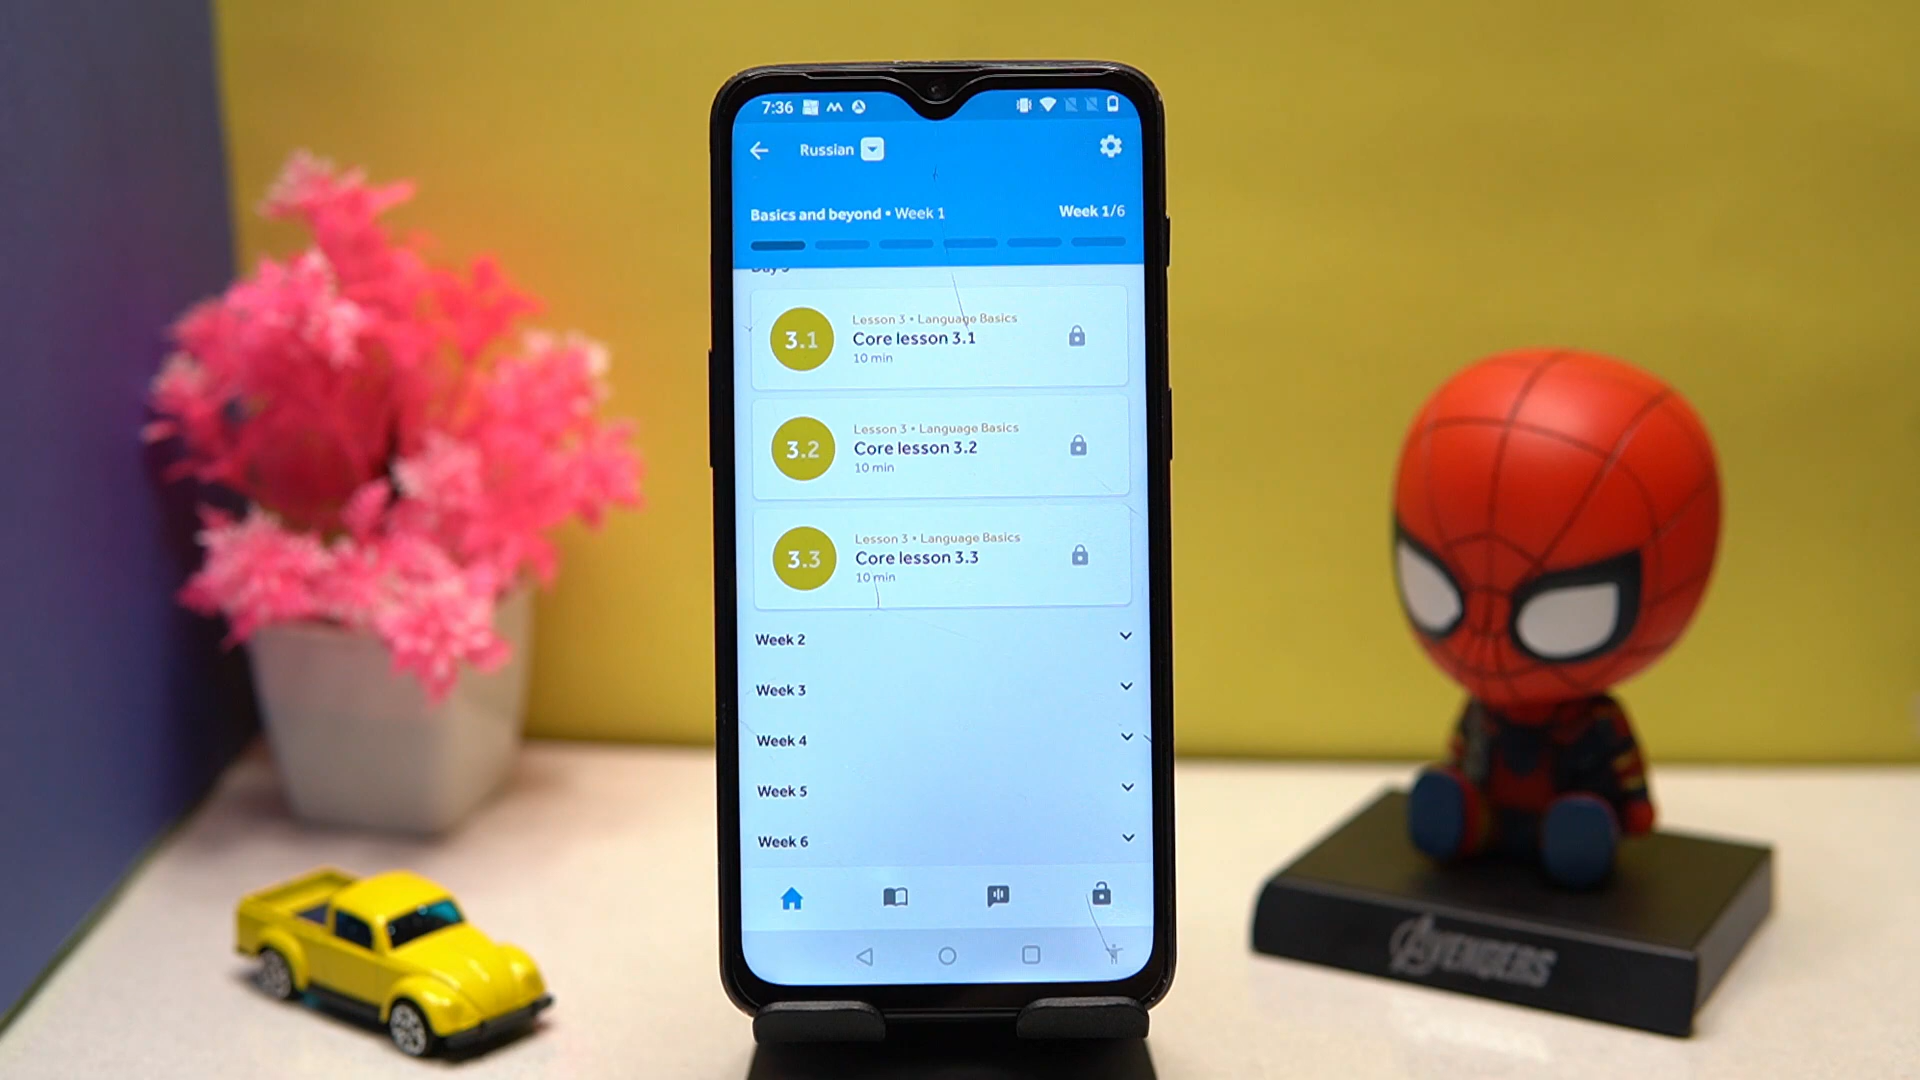 7:36
Russian
Basics and beyond • Week 1
Week 1/6
Day 3
3.1
Lesson 3 • Language Basics
Core lesson 3.1
10 min
3.2
Lesson 3 • Language Basics
Core lesson 3.2
10 min
3.3
Lesson 3 • Language Basics
Core lesson 3.3
10 min
Week 2
Week 3
Week 4
Week 5
Week 6
AVENGERS